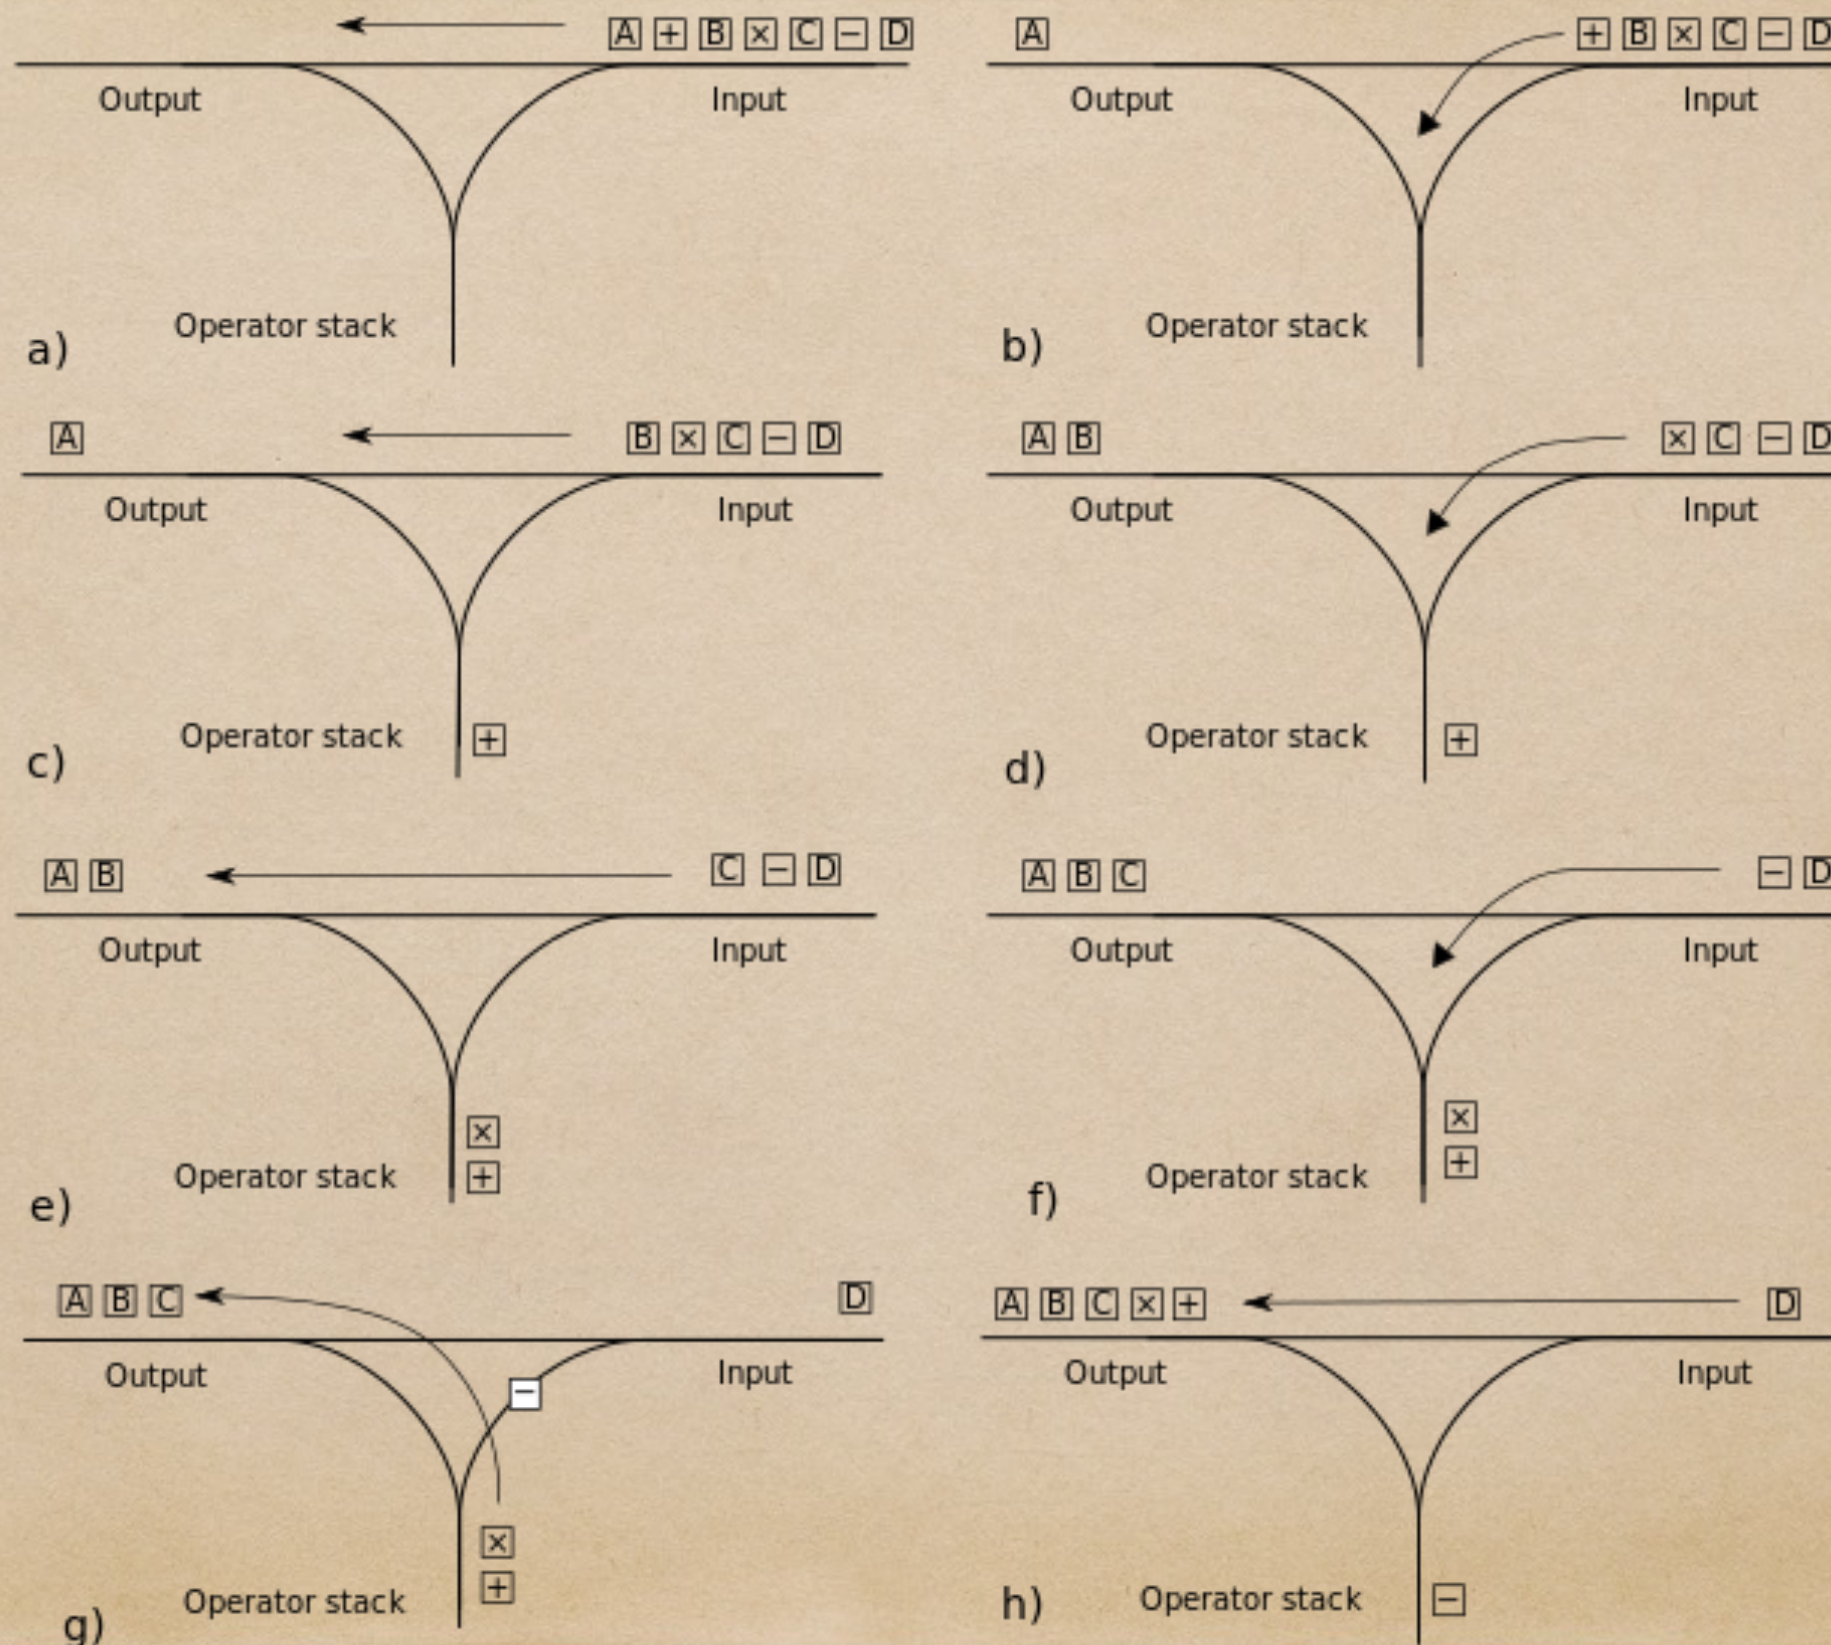 A + B × C − D
Output
Input
Operator stack
a)
A
+ B × C − D
Output
Input
Operator stack
b)
A
B × C − D
Output
Input
Operator stack
+
c)
A B
× C − D
Output
Input
Operator stack
+
d)
A B
C − D
Output
Input
×
Operator stack
+
e)
A B C
− D
Output
Input
×
+
Operator stack
f)
A B C
D
Output
Input
−
×
+
Operator stack
g)
A B C × +
D
Output
Input
Operator stack
−
h)